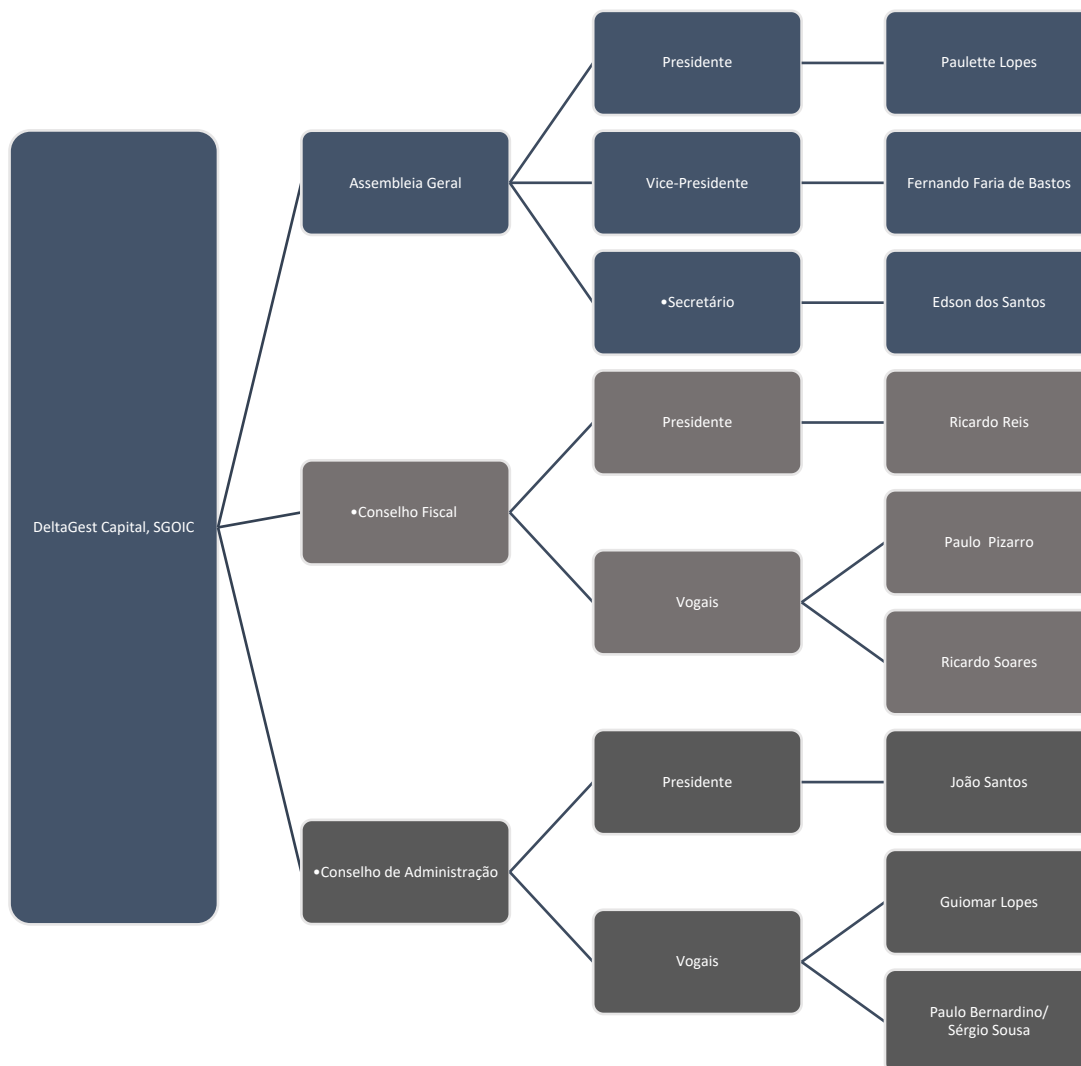 DeltaGest Capital, SGOIC
Assembleia Geral
Presidente
Paulette Lopes
Vice-Presidente
Fernando Faria de Bastos
•Secretário
Edson dos Santos
•Conselho Fiscal
Presidente
Ricardo Reis
Vogais
Paulo  Pizarro
Ricardo Soares
•Conselho de Administração
Presidente
João Santos
Vogais
Guiomar Lopes
Paulo Bernardino/
Sérgio Sousa